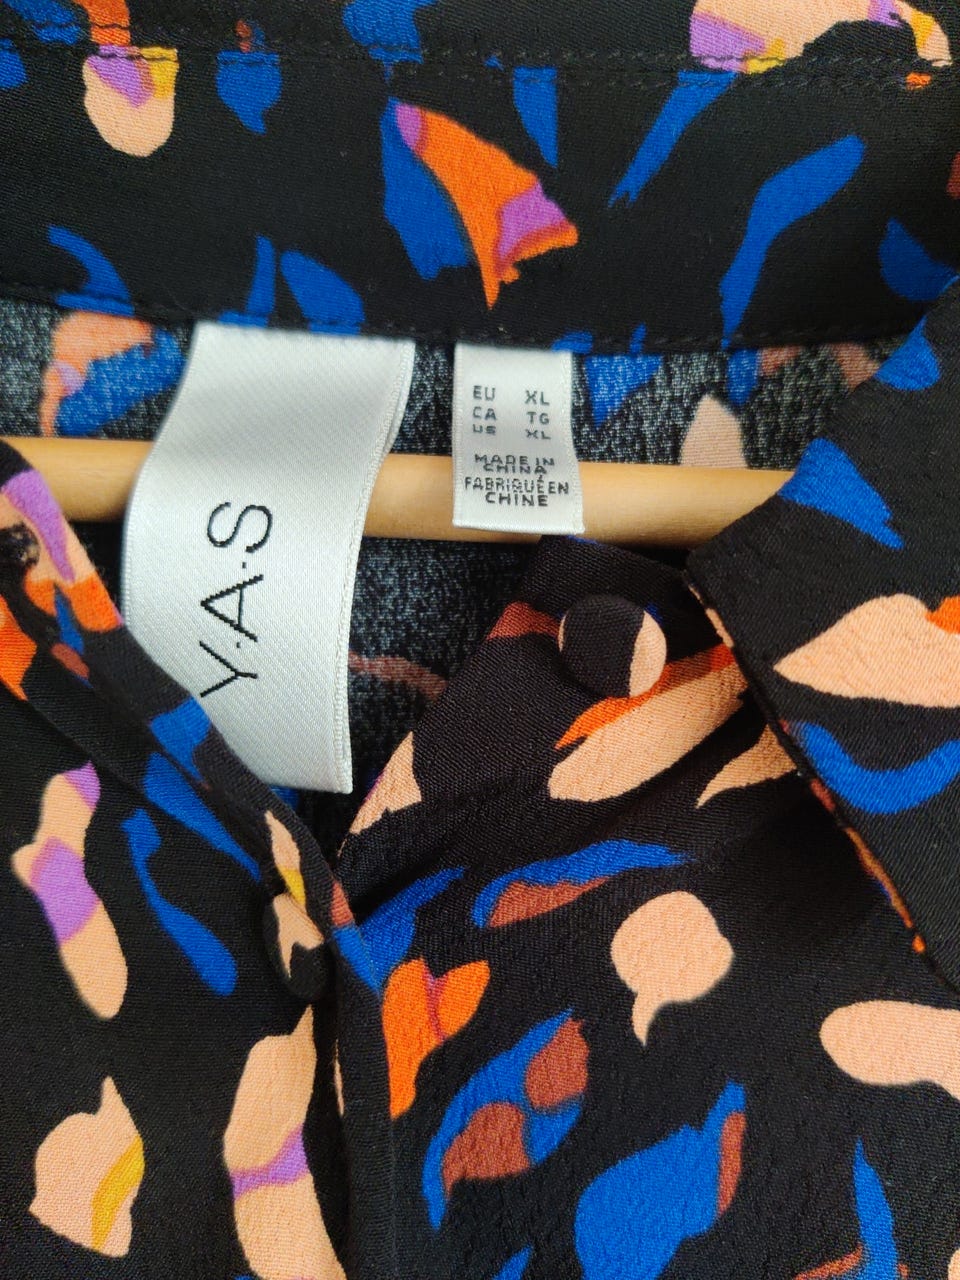 Y.A.S
EU XL
CA TG
US XL
MADE IN
CHINA
FABRIQUÉ EN
CHINE